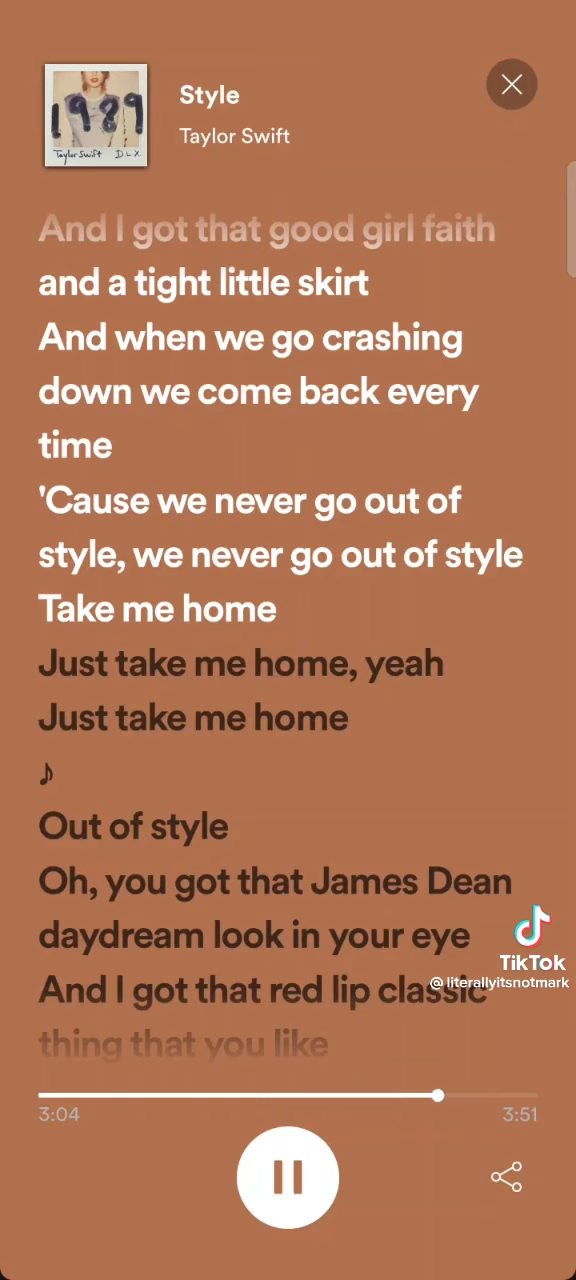 1989
Taylor Swift DLX
Style
Taylor Swift
And I got that good girl faith
and a tight little skirt
And when we go crashing
down we come back every
time
'Cause we never go out of
style, we never go out of style
Take me home
Just take me home, yeah
Just take me home
♪
Out of style
Oh, you got that James Dean
daydream look in your eye
And I got that red lip classic
thing that you like
TikTok
@literallyitsnotmark
3:04
3:51